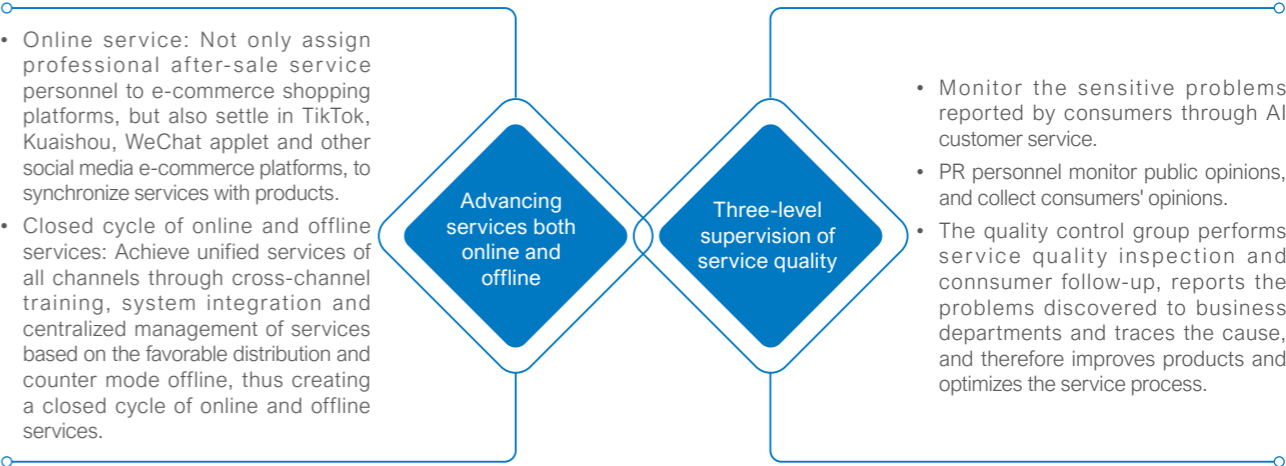 • Online service: Not only assign
professional after-sale service
personnel to e-commerce shopping
platforms, but also settle in TikTok,
Kuaishou, WeChat applet and other
social media e-commerce platforms, to
synchronize services with products.
• Closed cycle of online and offline
services: Achieve unified services of
all channels through cross-channel
training, system integration and
centralized management of services
based on the favorable distribution and
counter mode offline, thus creating
a closed cycle of online and offline
services.
Advancing
services both
online and
offline
Three-level
supervision of
service quality
• Monitor the sensitive problems
reported by consumers through AI
customer service.
• PR personnel monitor public opinions,
and collect consumers' opinions.
• The quality control group performs
service quality inspection and
connsumer follow-up, reports the
problems discovered to business
departments and traces the cause,
and therefore improves products and
optimizes the service process.